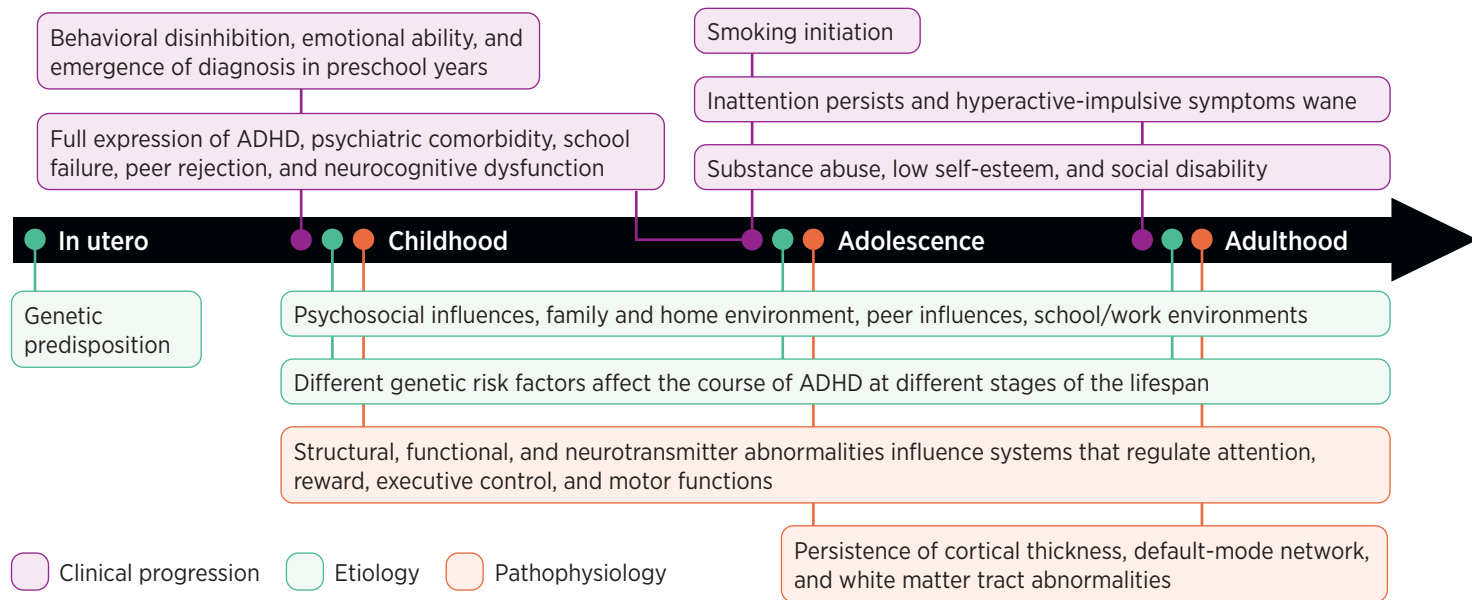 Behavioral disinhibition, emotional ability, and
emergence of diagnosis in preschool years
Full expression of ADHD, psychiatric comorbidity, school
failure, peer rejection, and neurocognitive dysfunction
Smoking initiation
Inattention persists and hyperactive-impulsive symptoms wane
Substance abuse, low self-esteem, and social disability
In utero
Childhood
Adolescence
Adulthood
Genetic
predisposition
Psychosocial influences, family and home environment, peer influences, school/work environments
Different genetic risk factors affect the course of ADHD at different stages of the lifespan
Structural, functional, and neurotransmitter abnormalities influence systems that regulate attention,
reward, executive control, and motor functions
Persistence of cortical thickness, default-mode network,
and white matter tract abnormalities
Clinical progression
Etiology
Pathophysiology